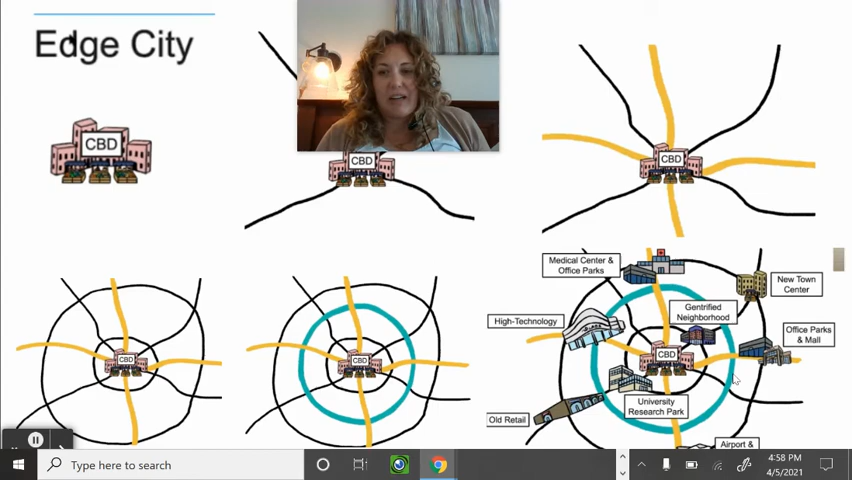 Edge City
CBD
CBD
CBD
CBD
CBD
Medical Center &
Office Parks
New Town
Center
Gentrified
Neighborhood
High-Technology
Office Parks
& Mall
CBD
University
Research Park
Old Retail
Airport &
Type here to search
4:58 PM
4/5/2021